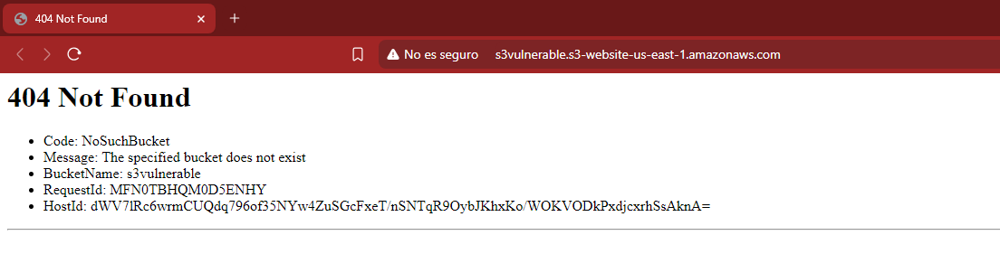 404 Not Found
No es seguro s3vulnerable.s3-website-us-east-1.amazonaws.com
404 Not Found
Code: NoSuchBucket
Message: The specified bucket does not exist
BucketName: s3vulnerable
RequestId: MFN0TBHQM0D5ENHY
HostId: dWV7lRc6wrmCUQdq796of35NYw4ZuSGcFxeT/nSNTqR9OybJKhxKo/WOKVODkPxdjcxrhSsAknA=